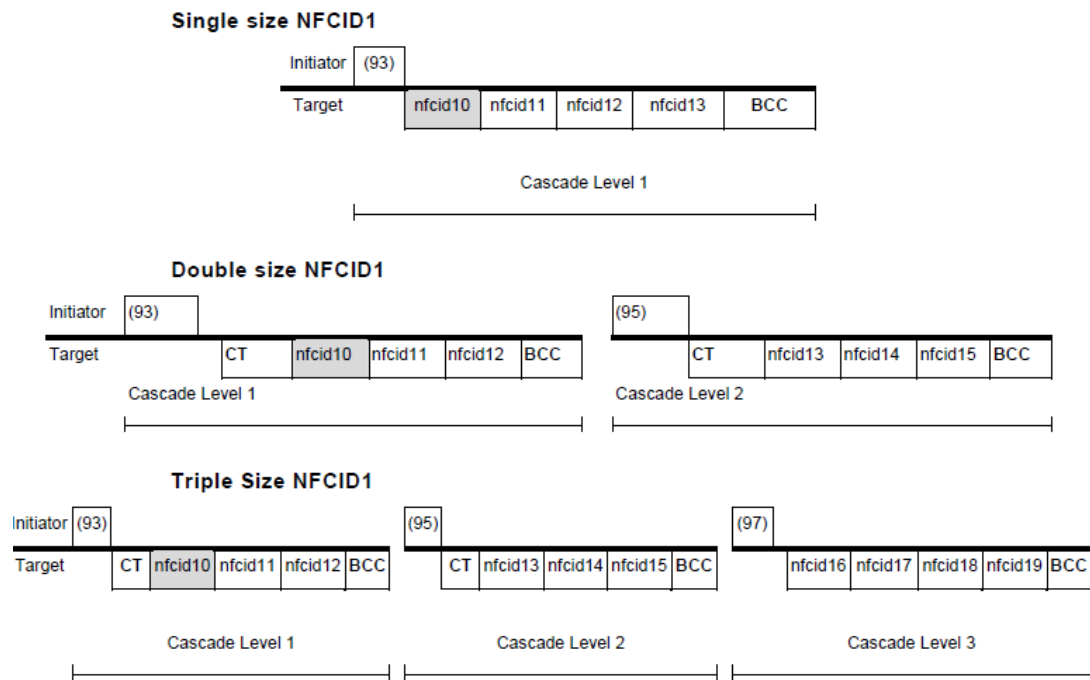 Single size NFCID1
Initiator (93)
Target nfcid10 nfcid11 nfcid12 nfcid13 BCC
Cascade Level 1
Double size NFCID1
Initiator (93) (95)
Target CT nfcid10 nfcid11 nfcid12 BCC CT nfcid13 nfcid14 nfcid15 BCC
Cascade Level 1 Cascade Level 2
Triple Size NFCID1
Initiator (93) (95) (97)
Target CT nfcid10 nfcid11 nfcid12 BCC CT nfcid13 nfcid14 nfcid15 BCC nfcid16 nfcid17 nfcid18 nfcid19 BCC
Cascade Level 1 Cascade Level 2 Cascade Level 3